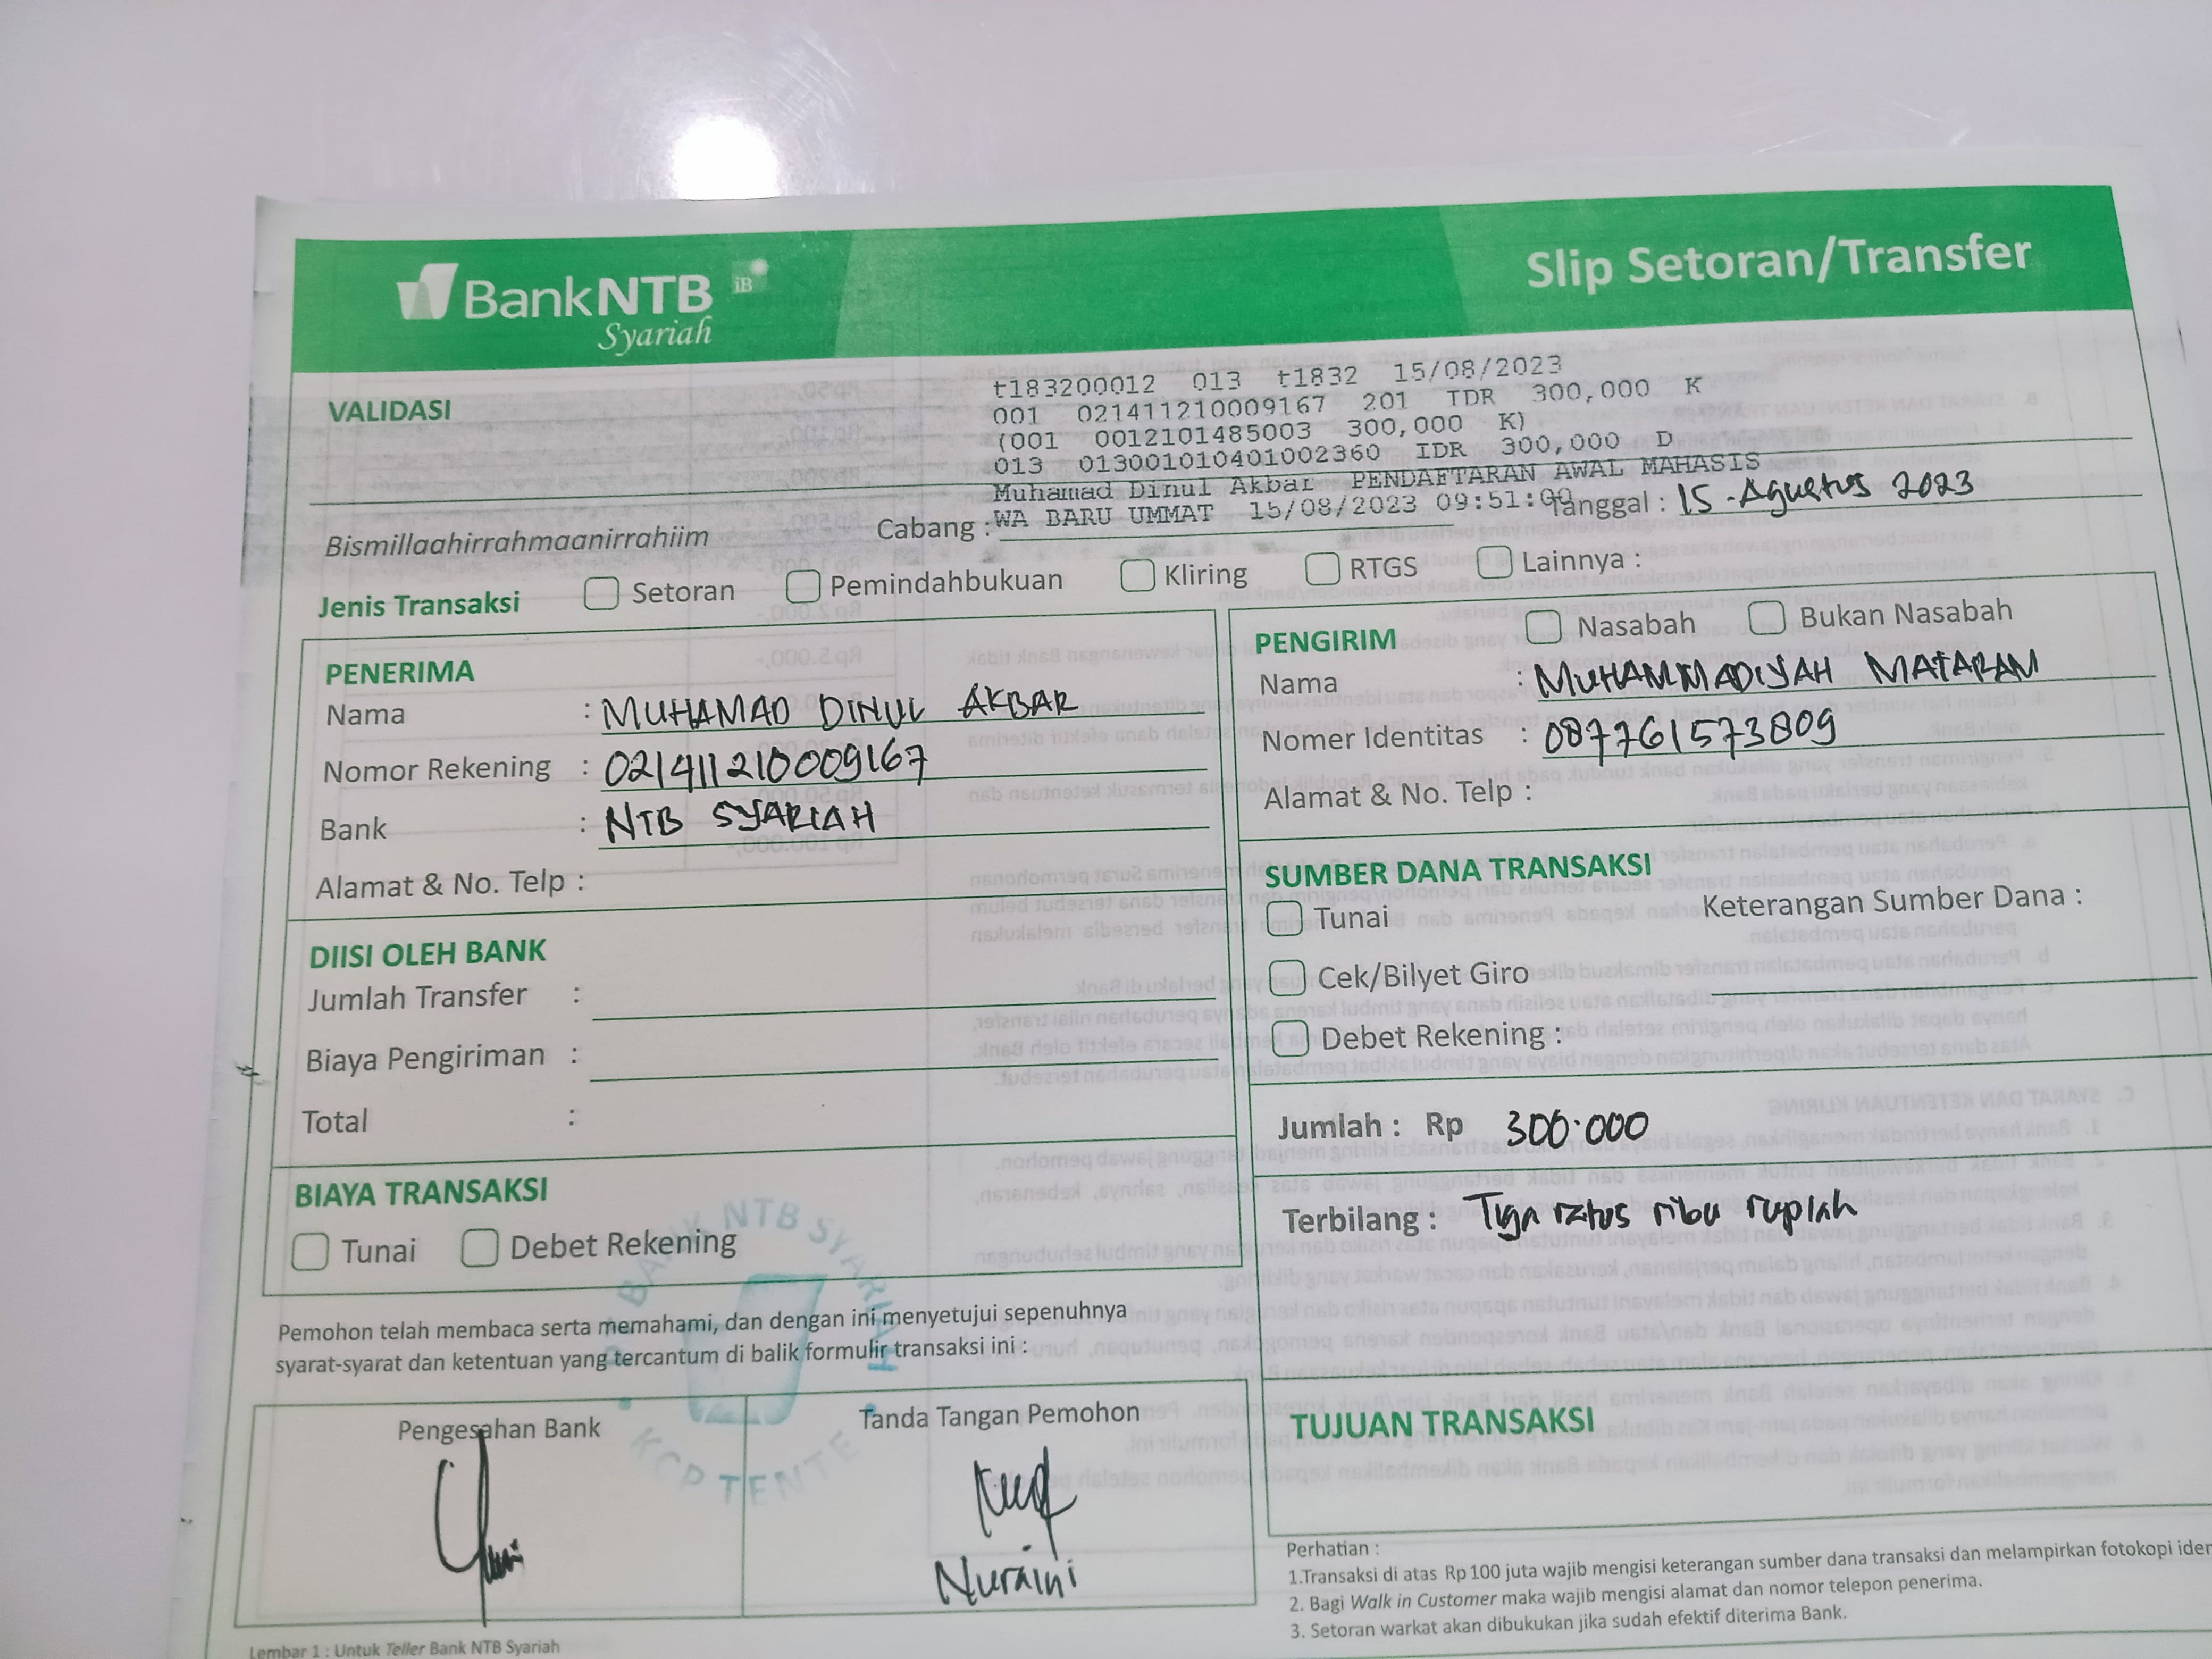 BankNTB iB
Syariah
Slip Setoran/Transfer
VALIDASI
t183200012 013 t1832 15/08/2023
001 021411210009167 201 IDR 300,000 K
(001 0012101485003 300,000 K)
013 013001010401002360 IDR 300,000 D
Muhamad Dinul Akbar PENDAFTARAN AWAL MAHASIS
WA BARU UMMAT 15/08/2023 09:51:00
Bismillaahirrahmaanirrahiim
Cabang :
Tanggal : 15 - Agustus 2023
Jenis Transaksi Setoran Pemindahbukuan Kliring RTGS Lainnya :
PENERIMA
Nama : MUHAMAD DINUL AKBAR
Nomor Rekening : 021411210009167
Bank : NTB SYARIAH
Alamat & No. Telp :
PENGIRIM Nasabah Bukan Nasabah
Nama : MUHAMMADIYAH MATARAM
Nomer Identitas : 087761573809
Alamat & No. Telp :
DIISI OLEH BANK
Jumlah Transfer :
Biaya Pengiriman :
Total :
SUMBER DANA TRANSAKSI
Tunai Keterangan Sumber Dana :
Cek/Bilyet Giro
Debet Rekening :
Jumlah : Rp 300.000
Terbilang : Tiga ratus ribu rupiah
BIAYA TRANSAKSI
Tunai Debet Rekening
Pemohon telah membaca serta memahami, dan dengan ini menyetujui sepenuhnya
syarat-syarat dan ketentuan yang tercantum di balik formulir transaksi ini :
Pengesahan Bank
Tanda Tangan Pemohon
Nuraini
BANK NTB SYARIAH
KCP TENTE
TUJUAN TRANSAKSI
Perhatian :
1.Transaksi di atas Rp 100 juta wajib mengisi keterangan sumber dana transaksi dan melampirkan fotokopi iden
2. Bagi Walk in Customer maka wajib mengisi alamat dan nomor telepon penerima.
3. Setoran warkat akan dibukukan jika sudah efektif diterima Bank.
Lembar 1 : Untuk Teller Bank NTB Syariah